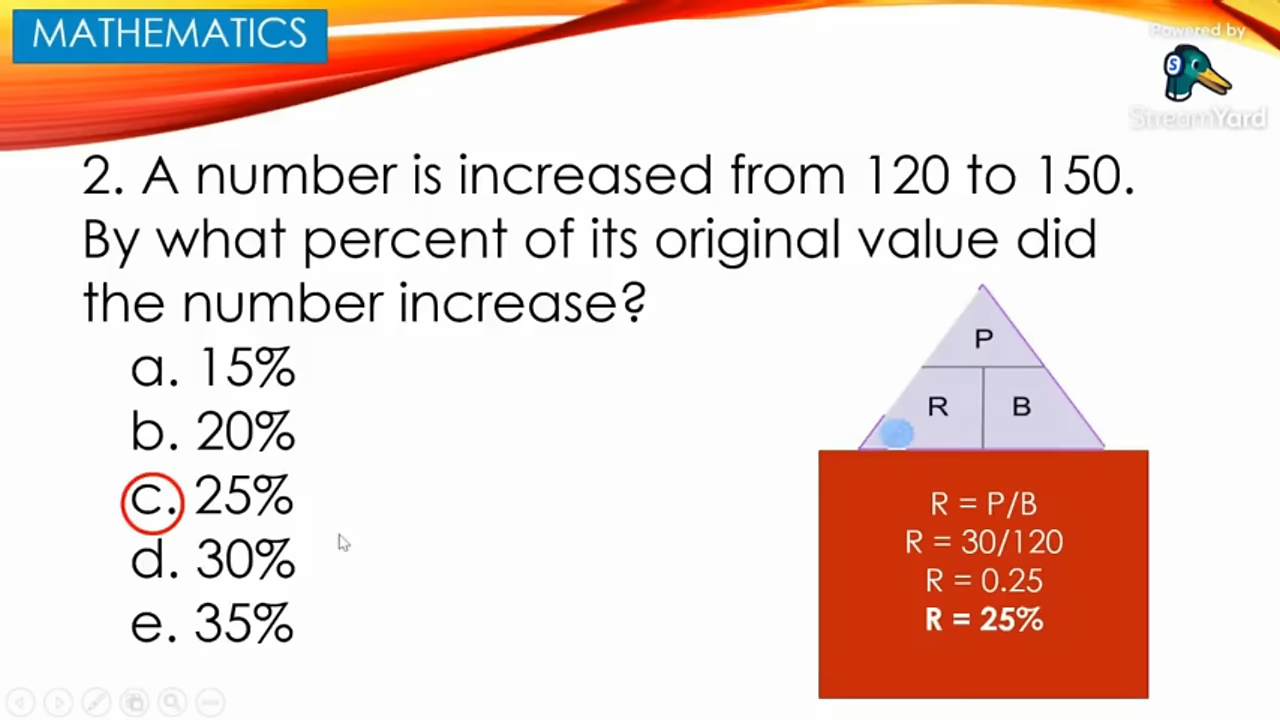 MATHEMATICS
Powered by
S
StreamYard
2. A number is increased from 120 to 150.
By what percent of its original value did
the number increase?
a. 15%
b. 20%
c. 25%
d. 30%
e. 35%
P
R B
R = P/B
R = 30/120
R = 0.25
R = 25%